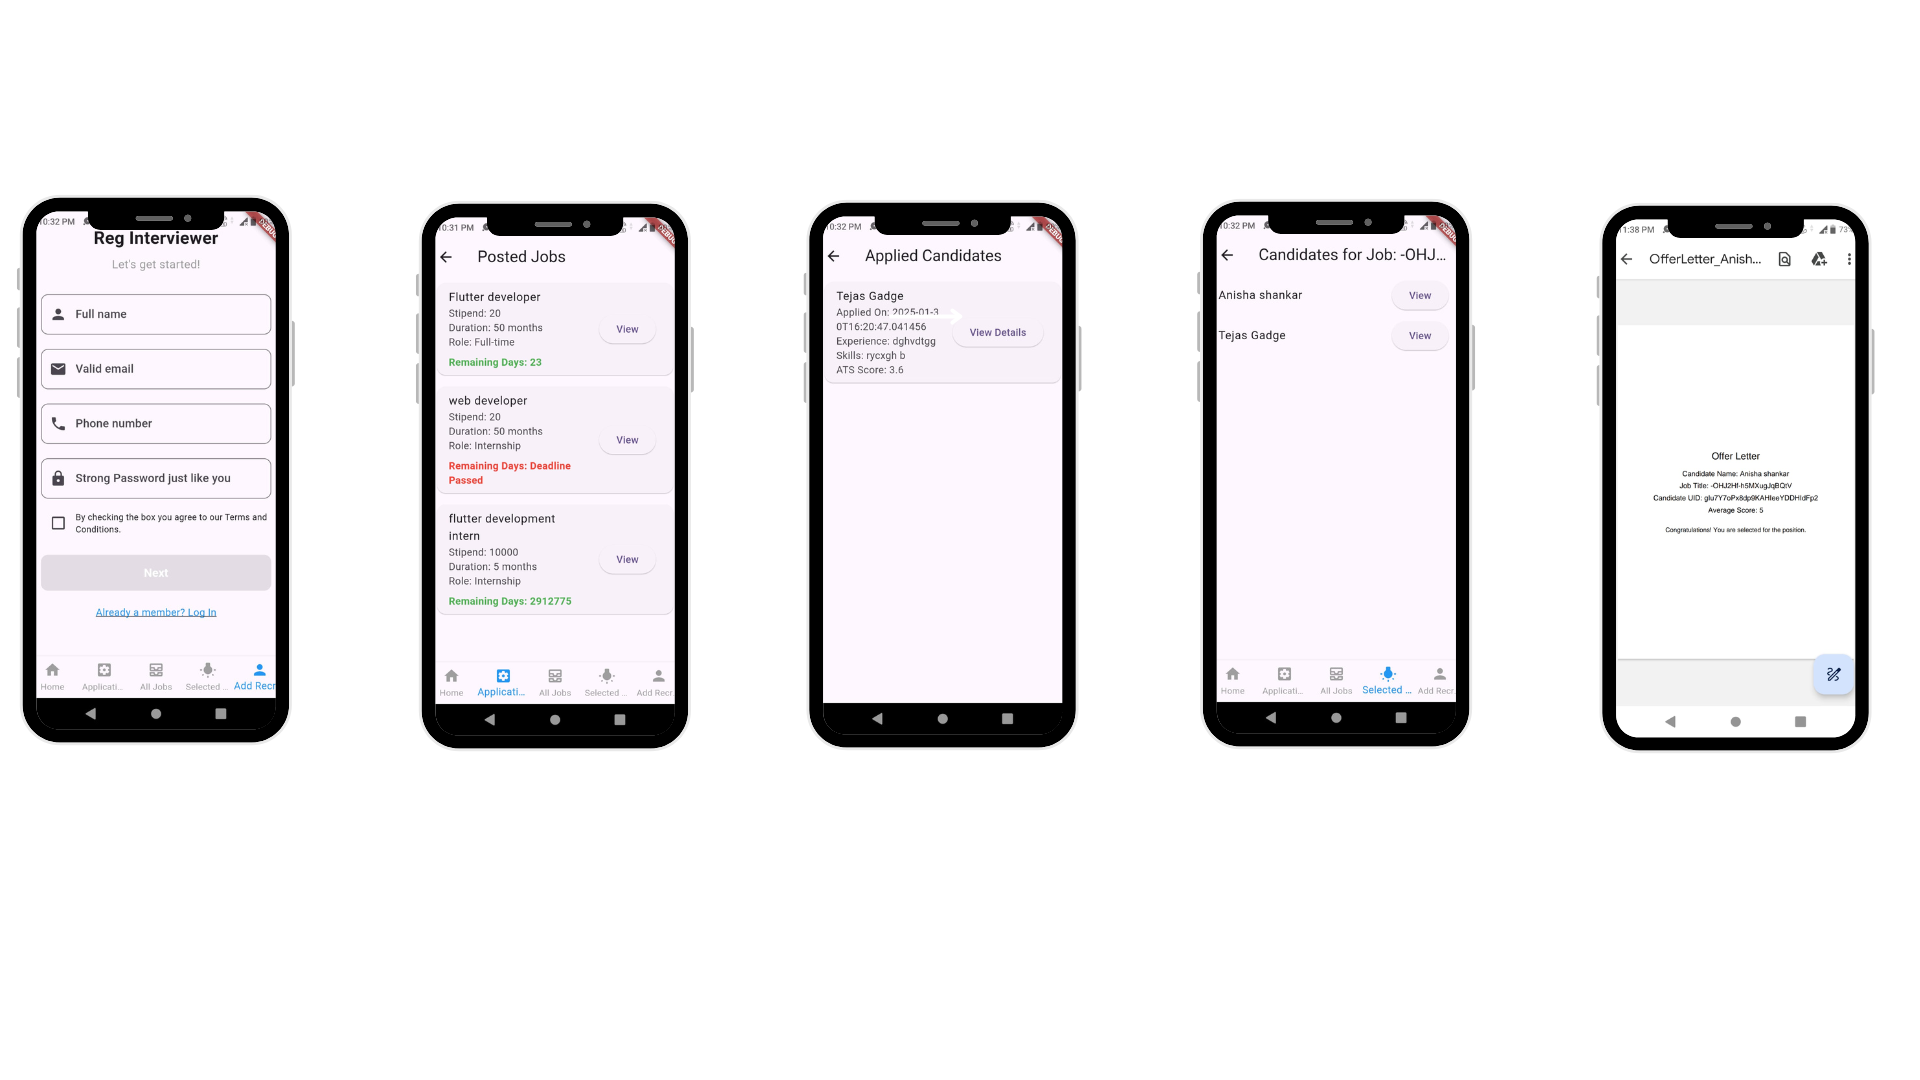 0:32 PM
Reg Interviewer
Let's get started!
Full name
Valid email
Phone number
Strong Password just like you
By checking the box you agree to our Terms and
Conditions.
Next
Already a member? Log In
Home
Applicati...
All Jobs
Selected ...
Add Recr
10:31 PM
Posted Jobs
Flutter developer
Stipend: 20
Duration: 50 months
Role: Full-time
Remaining Days: 23
View
web developer
Stipend: 20
Duration: 50 months
Role: Internship
Remaining Days: Deadline
Passed
View
flutter development
intern
Stipend: 10000
Duration: 5 months
Role: Internship
Remaining Days: 2912775
View
Home
Applicati...
All Jobs
Selected ...
Add Recr.
10:32 PM
Applied Candidates
Tejas Gadge
Applied On: 2025-01-3
0T16:20:47.041456
Experience: dghvdtgg
Skills: rycxgh b
ATS Score: 3.6
View Details
0:32 PM
Candidates for Job: -OHJ...
Anisha shankar
View
Tejas Gadge
View
Home
Applicati...
All Jobs
Selected ...
Add Recr.
11:38 PM
73
OfferLetter_Anish...
Offer Letter
Candidate Name: Anisha shankar
Job Title: -OHJ2Hf-h5MXugJqBQtV
Candidate UID: glu7Y7oPx8dp9KAHleeYDDHIdFp2
Average Score: 5
Congratulations! You are selected for the position.